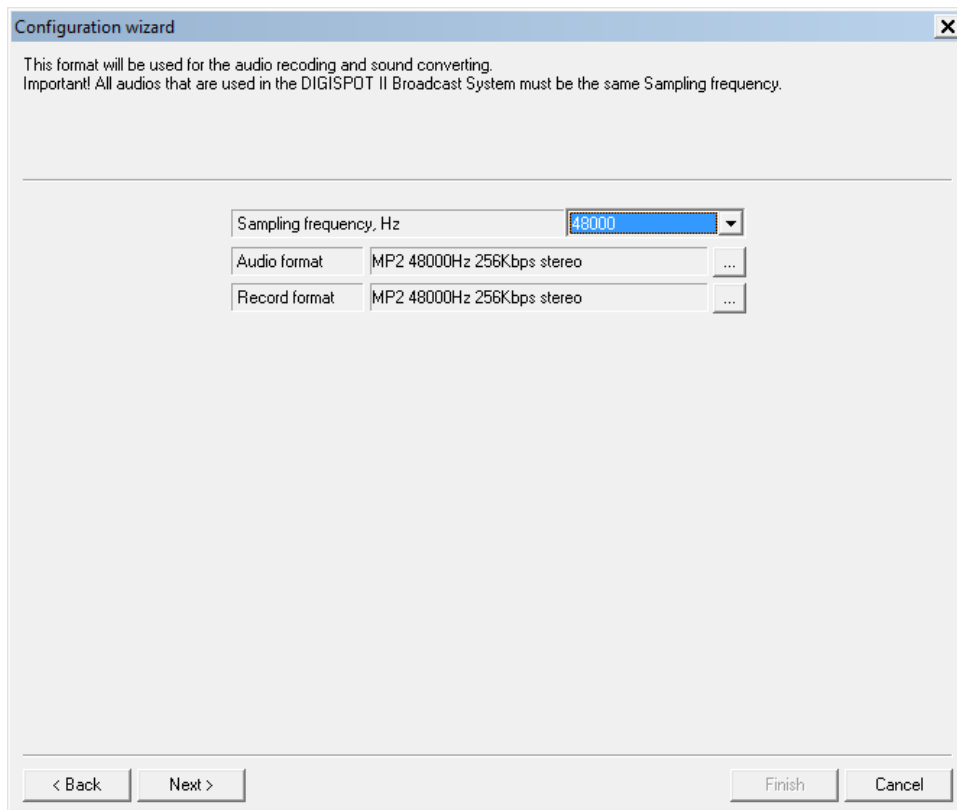 Configuration wizard
This format will be used for the audio recoding and sound converting.
Important! All audios that are used in the DIGISPOT II Broadcast System must be the same Sampling frequency.
Sampling frequency, Hz 48000
Audio format MP2 48000Hz 256Kbps stereo ...
Record format MP2 48000Hz 256Kbps stereo ...
< Back Next > Finish Cancel